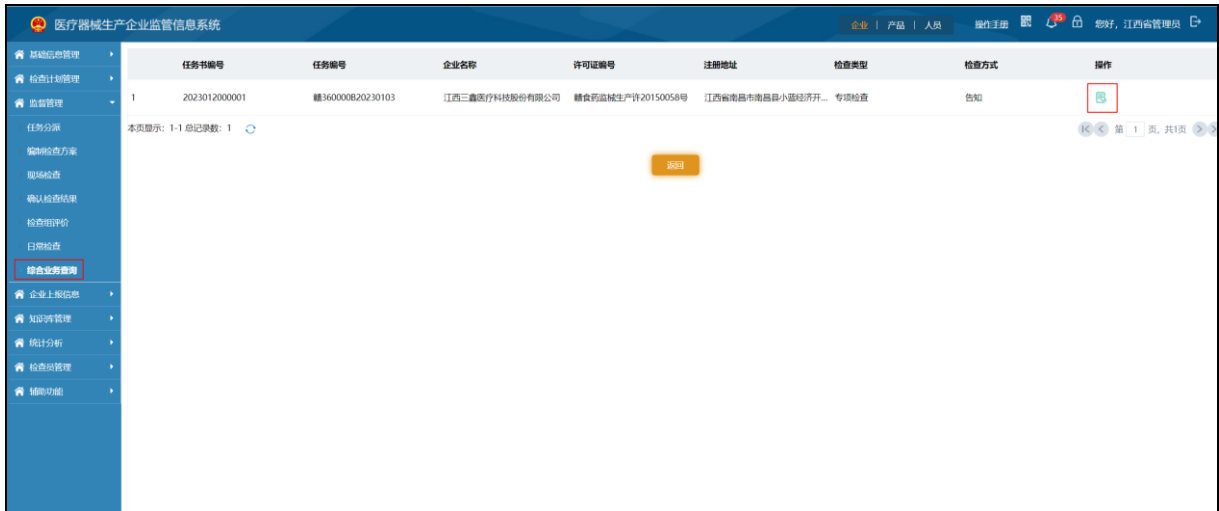 医疗器械生产企业监管信息系统
企业 | 产品 | 人员
操作手册
35
您好，江西省管理员
基础信息管理
检查计划管理
监督管理
任务分派
编制检查方案
现场检查
确认检查结果
检查组评价
日常检查
综合业务查询
企业上报信息
知识库管理
统计分析
检查员管理
辅助功能
任务书编号 任务编号 企业名称 许可证编号 注册地址 检查类型 检查方式 操作
1 2023012000001 赣360000B20230103 江西三鑫医疗科技股份有限公司 赣食药监械生产许20150058号 江西省南昌市南昌县小蓝经济开... 专项检查 告知
本页显示：1-1 总记录数：1
第 1 页, 共1页
返回